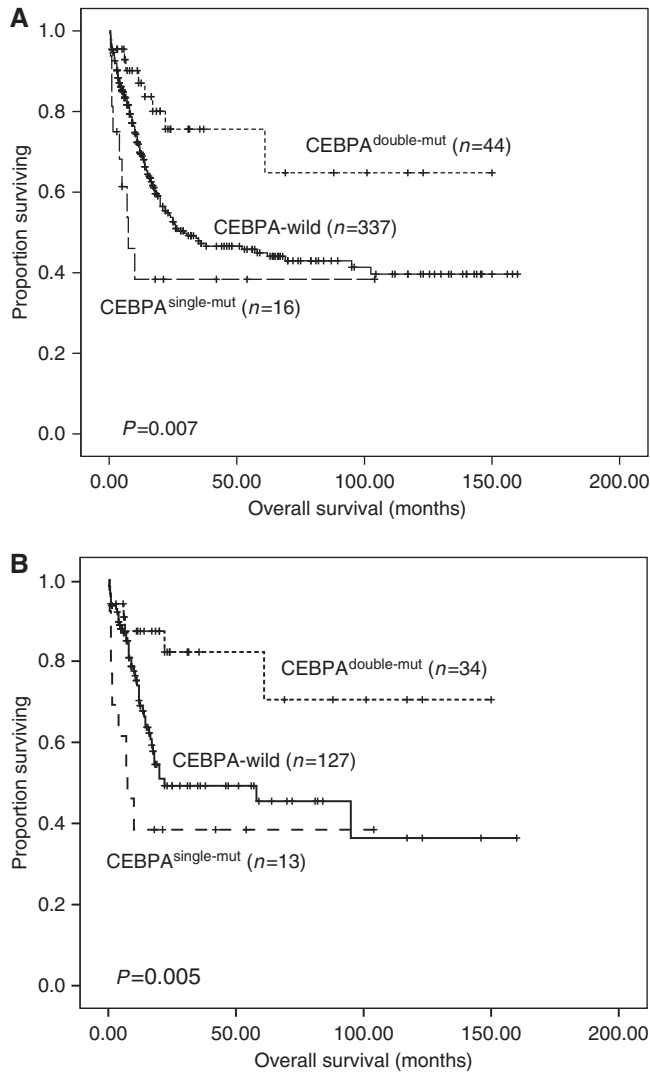 A
1.0
0.8
0.6
0.4
0.2
0.0
Proportion surviving
CEBPAdouble-mut (n=44)
CEBPA-wild (n=337)
CEBPAsingle-mut (n=16)
P=0.007
0.00 50.00 100.00 150.00 200.00
Overall survival (months)
B
1.0
0.8
0.6
0.4
0.2
0.0
Proportion surviving
CEBPAdouble-mut (n=34)
CEBPA-wild (n=127)
CEBPAsingle-mut (n=13)
P=0.005
0.00 50.00 100.00 150.00 200.00
Overall survival (months)